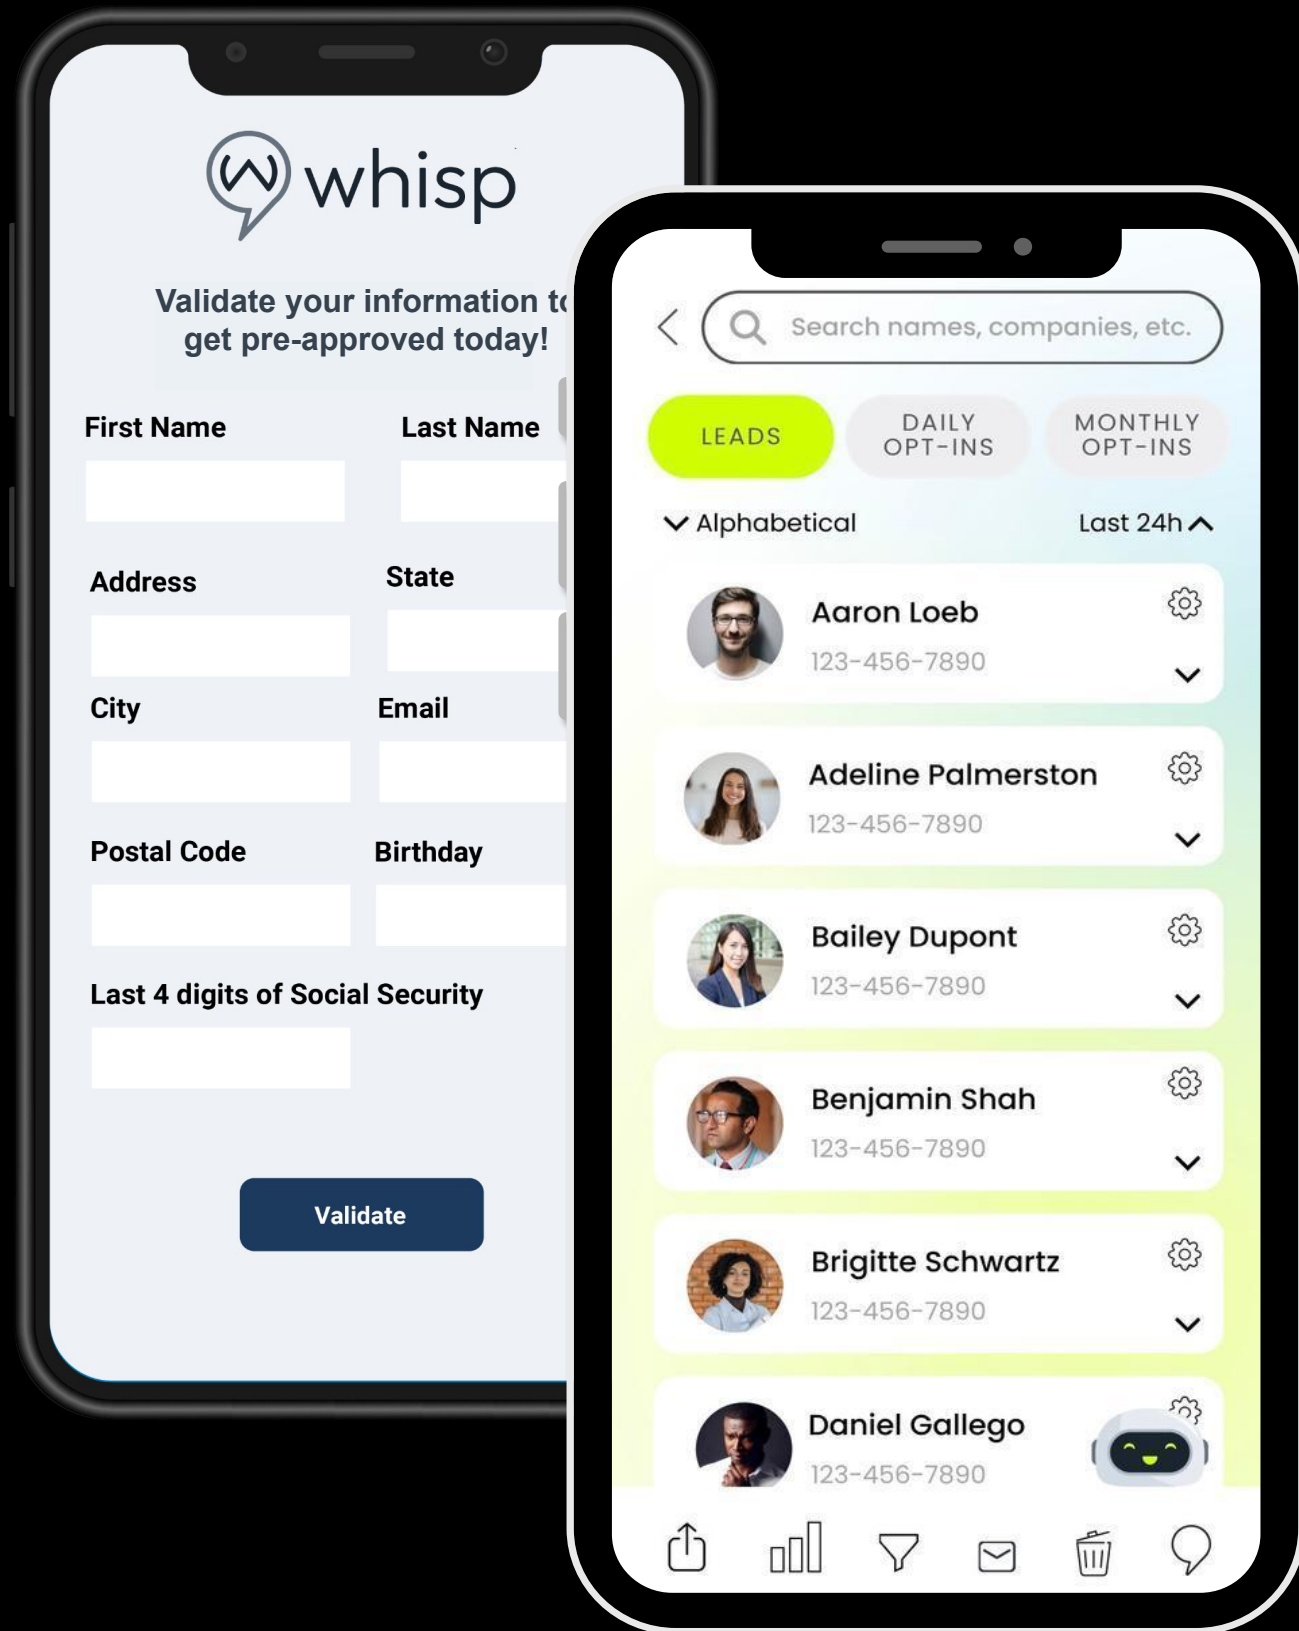 whisp
Validate your information to
get pre-approved today!
First Name
Last Name
Address
State
City
Email
Postal Code
Birthday
Last 4 digits of Social Security
Validate
Search names, companies, etc.
LEADS
DAILY
OPT-INS
MONTHLY
OPT-INS
Alphabetical
Last 24h
Aaron Loeb
123-456-7890
Adeline Palmerston
123-456-7890
Bailey Dupont
123-456-7890
Benjamin Shah
123-456-7890
Brigitte Schwartz
123-456-7890
Daniel Gallego
123-456-7890